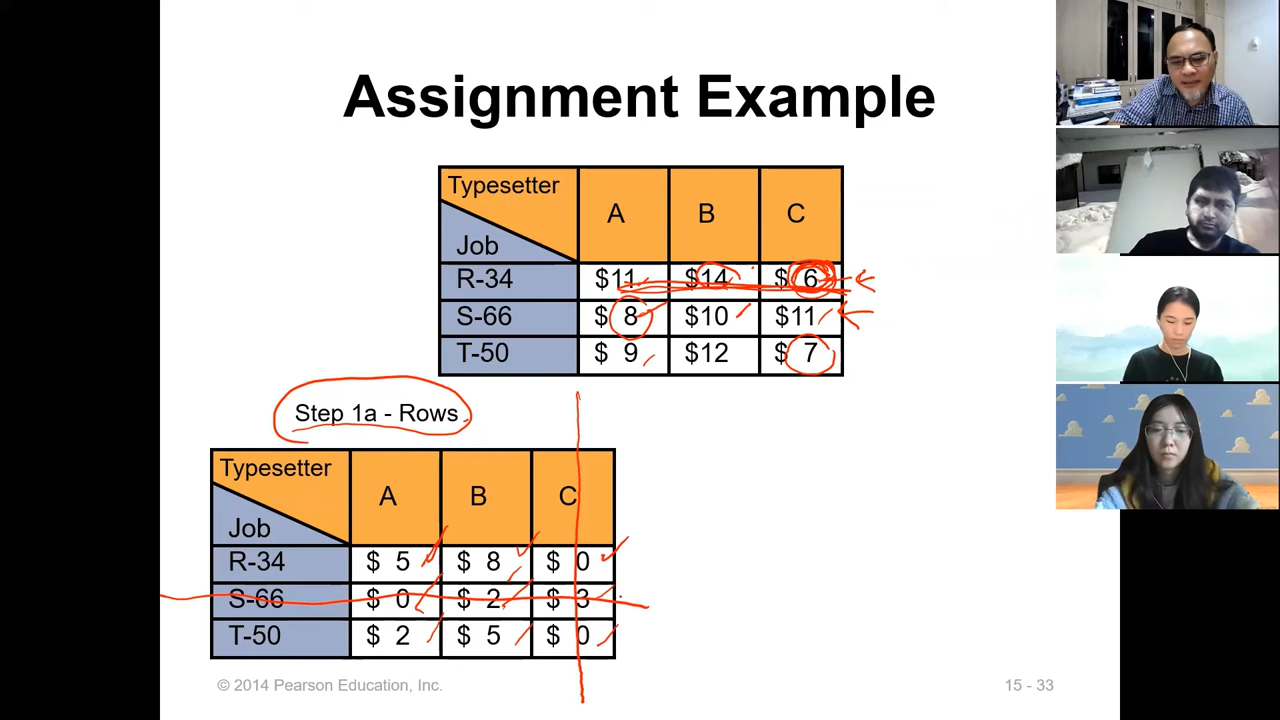 Assignment Example
Typesetter
Job
A B C
R-34 $11 $14 $ 6
S-66 $ 8 $10 $11
T-50 $ 9 $12 $ 7
Step 1a - Rows
Typesetter
Job
A B C
R-34 $ 5 $ 8 $ 0
S-66 $ 0 $ 2 $ 3
T-50 $ 2 $ 5 $ 0
© 2014 Pearson Education, Inc.
15 - 33